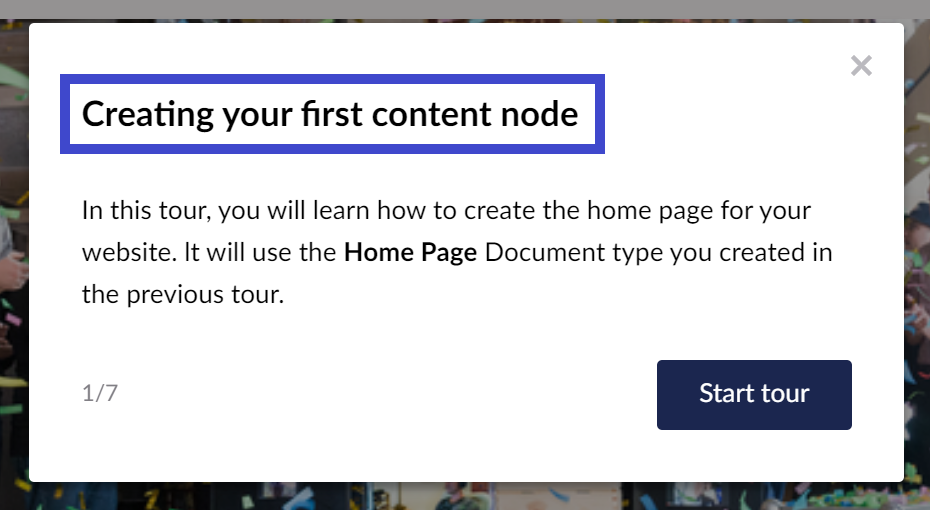 Creating your first content node
In this tour, you will learn how to create the home page for your
website. It will use the Home Page Document type you created in
the previous tour.
1/7
Start tour